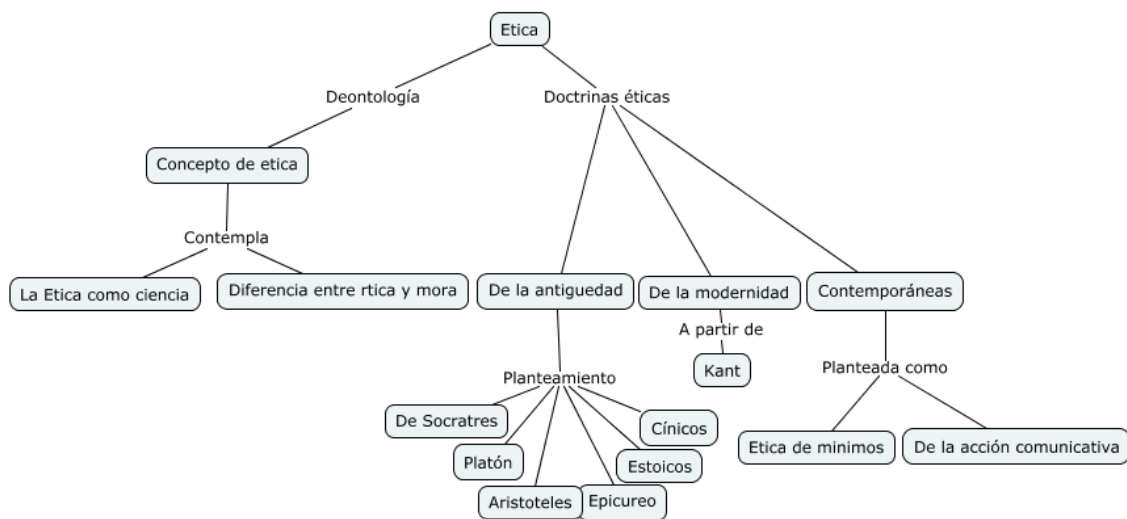 Etica
Deontología
Doctrinas éticas
Concepto de etica
Contempla
La Etica como ciencia
Diferencia entre rtica y mora
De la antiguedad
De la modernidad
Contemporáneas
A partir de
Kant
Planteamiento
Planteada como
De Socratres
Cínicos
Platón
Estoicos
Aristoteles
Epicureo
Etica de minimos
De la acción comunicativa